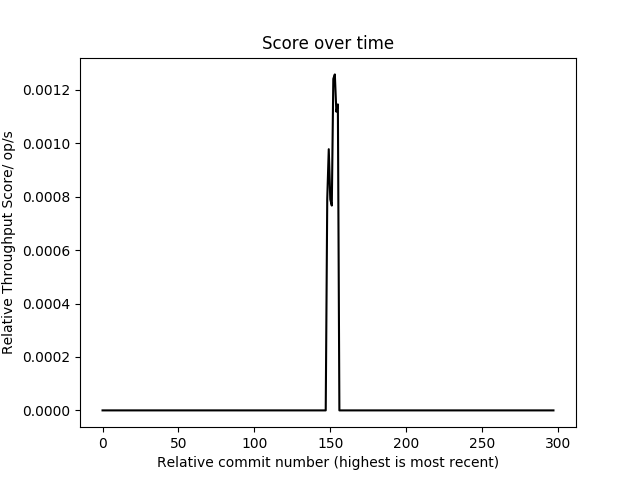 Score over time
Relative Throughput Score/ op/s
0.0012
0.0010
0.0008
0.0006
0.0004
0.0002
0.0000
0 50 100 150 200 250 300
Relative commit number (highest is most recent)